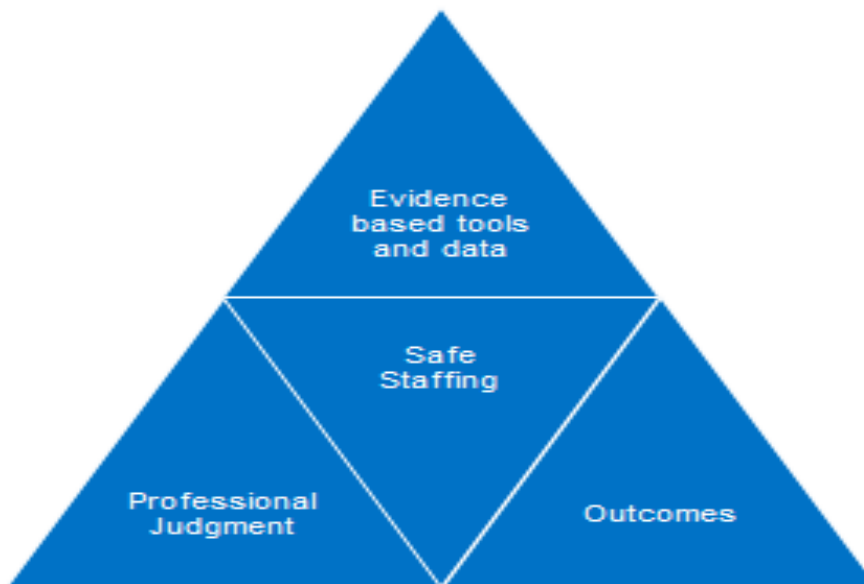 Evidence
based tools
and data
Safe
Staffing
Professional
Judgment
Outcomes